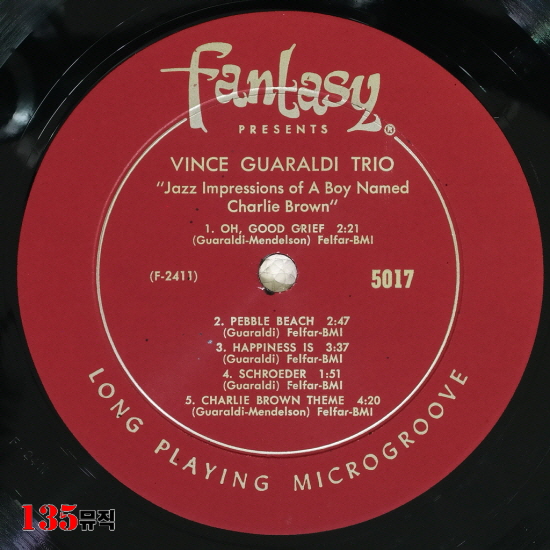 fantasy®
PRESENTS
VINCE GUARALDI TRIO
"Jazz Impressions of A Boy Named
Charlie Brown"
1. OH, GOOD GRIEF 2:21
(Guaraldi-Mendelson) Felfar-BMI
(F-2411) 5017
2. PEBBLE BEACH 2:47
(Guaraldi) Felfar-BMI
3. HAPPINESS IS 3:37
(Guaraldi) Felfar-BMI
4. SCHROEDER 1:51
(Guaraldi) Felfar-BMI
5. CHARLIE BROWN THEME 4:20
(Guaraldi-Mendelson) Felfar-BMI
LONG PLAYING MICROGROOVE
135뮤직